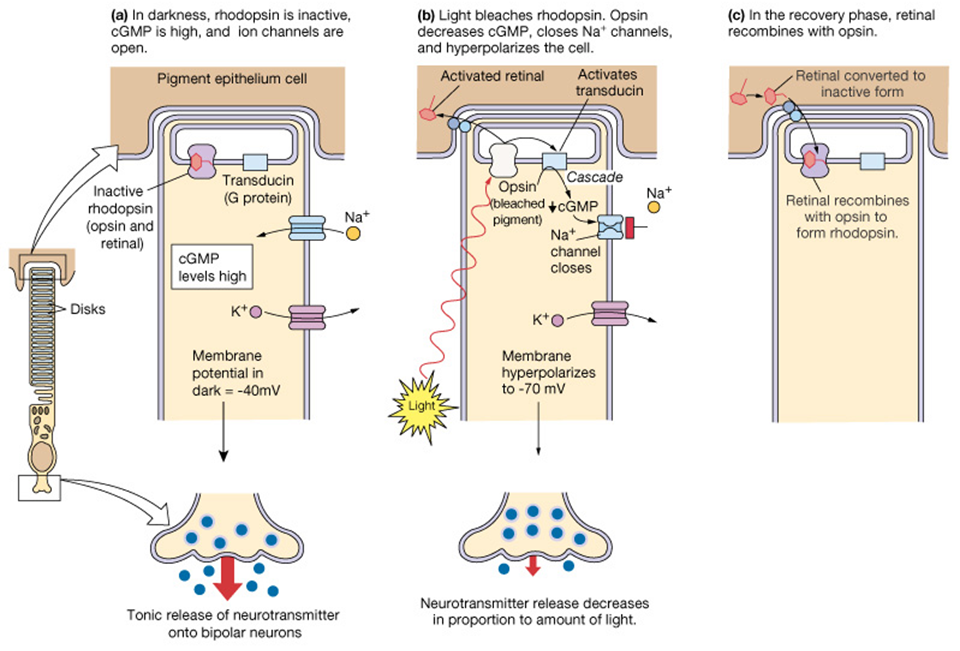 (a) In darkness, rhodopsin is inactive,
cGMP is high, and ion channels are
open.
Pigment epithelium cell
Inactive
rhodopsin
(opsin and
retinal)
Transducin
(G protein)
Na+
cGMP
levels high
K+
Disks
Membrane
potential in
dark = -40mV
Tonic release of neurotransmitter
onto bipolar neurons
(b) Light bleaches rhodopsin. Opsin
decreases cGMP, closes Na+ channels,
and hyperpolarizes the cell.
Activated retinal
Activates
transducin
Opsin
(bleached
pigment)
Cascade
cGMP
Na+
Na+
channel
closes
K+
Membrane
hyperpolarizes
to -70 mV
Light
Neurotransmitter release decreases
in proportion to amount of light.
(c) In the recovery phase, retinal
recombines with opsin.
Retinal converted to
inactive form
Retinal recombines
with opsin to
form rhodopsin.